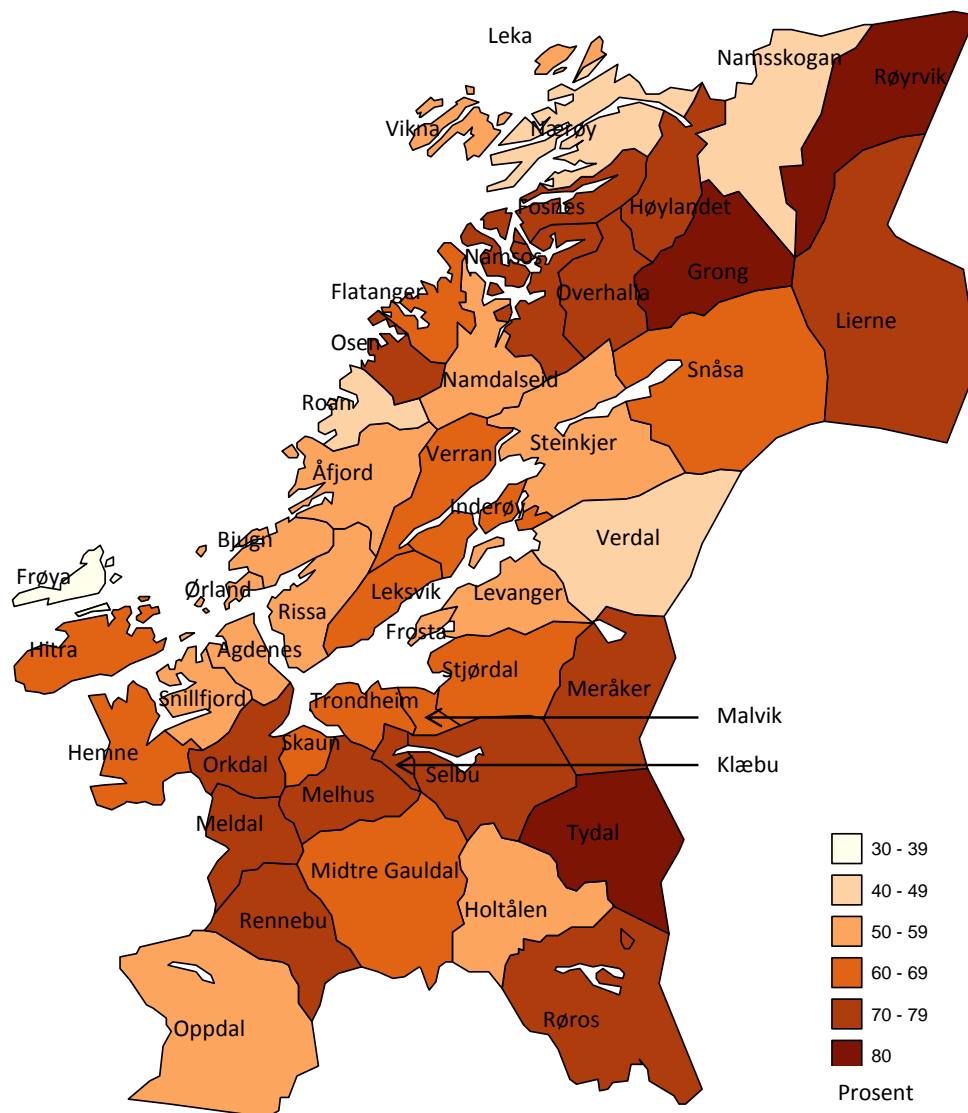 Leka
Namsskogan
Røyrvik
Vikna
Nærøy
Fosnes
Høylandet
Namsos
Grong
Overhalla
Flatanger
Lierne
Osen
Snåsa
Namdalseid
Roan
Steinkjer
Verran
Åfjord
Inderøy
Verdal
Bjugn
Frøya
Ørland
Leksvik
Levanger
Rissa
Frosta
Hitra
Agdenes
Stjørdal
Meråker
Snillfjord
Trondheim
Malvik
Skaun
Hemne
Orkdal
Klæbu
Selbu
Melhus
Meldal
Tydal
30 - 39
Midtre Gauldal
40 - 49
Holtålen
Rennebu
50 - 59
60 - 69
Røros
70 - 79
Oppdal
80
Prosent